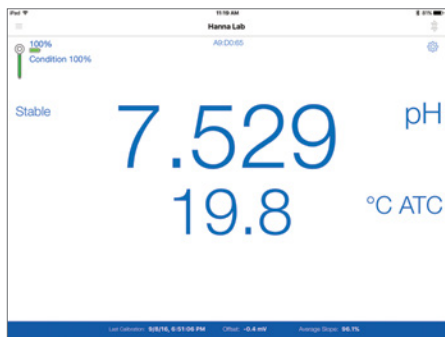 iPad 11:19 AM 81%
Hanna Lab
100% A9:D0:65
Condition 100%
Stable 7.529 pH
19.8 °C ATC
Last Calibration: 9/8/16, 6:51:06 PM Offset: -0.4 mV Average Slope: 96.1%